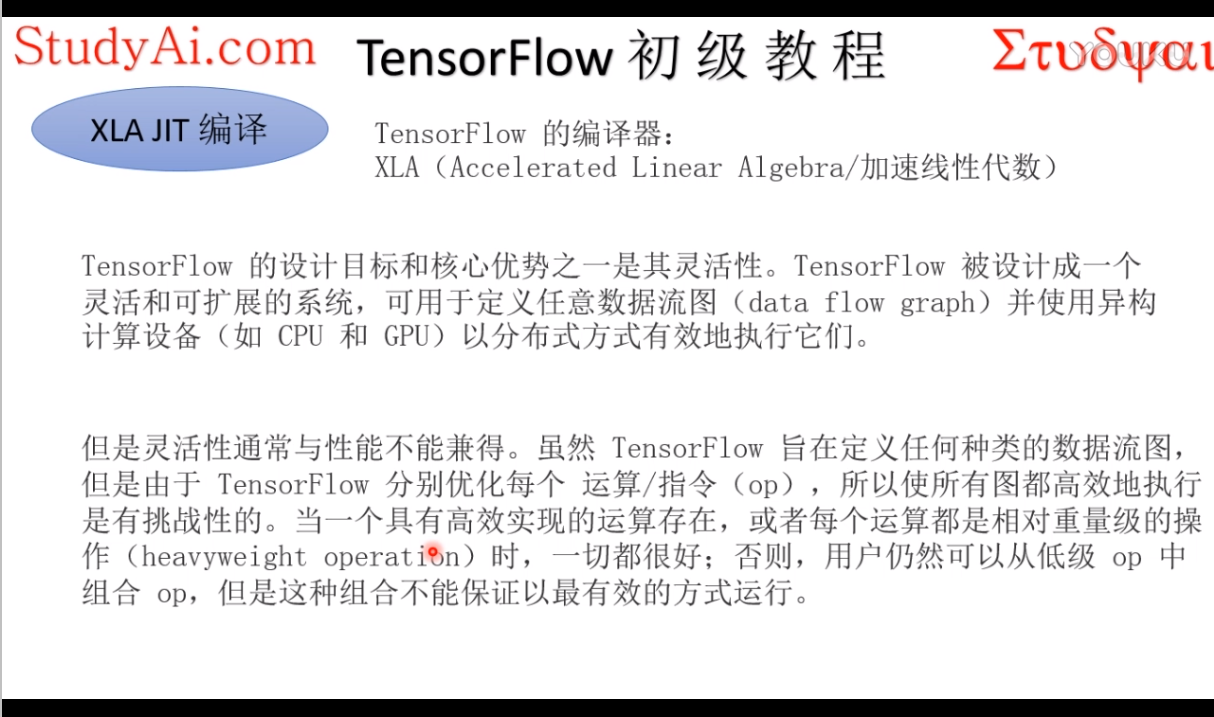 StudyAi.com
TensorFlow 初级教程
Στυδψαι
XLA JIT 编译
TensorFlow 的编译器：
XLA（Accelerated Linear Algebra/加速线性代数）
TensorFlow 的设计目标和核心优势之一是其灵活性。TensorFlow 被设计成一个
灵活和可扩展的系统，可用于定义任意数据流图（data flow graph）并使用异构
计算设备（如 CPU 和 GPU）以分布式方式有效地执行它们。
但是灵活性通常与性能不能兼得。虽然 TensorFlow 旨在定义任何种类的数据流图，
但是由于 TensorFlow 分别优化每个 运算/指令（op），所以使所有图都高效地执行
是有挑战性的。当一个具有高效实现的运算存在，或者每个运算都是相对重量级的操
作（heavyweight operation）时，一切都很好；否则，用户仍然可以从低级 op 中
组合 op，但是这种组合不能保证以最有效的方式运行。